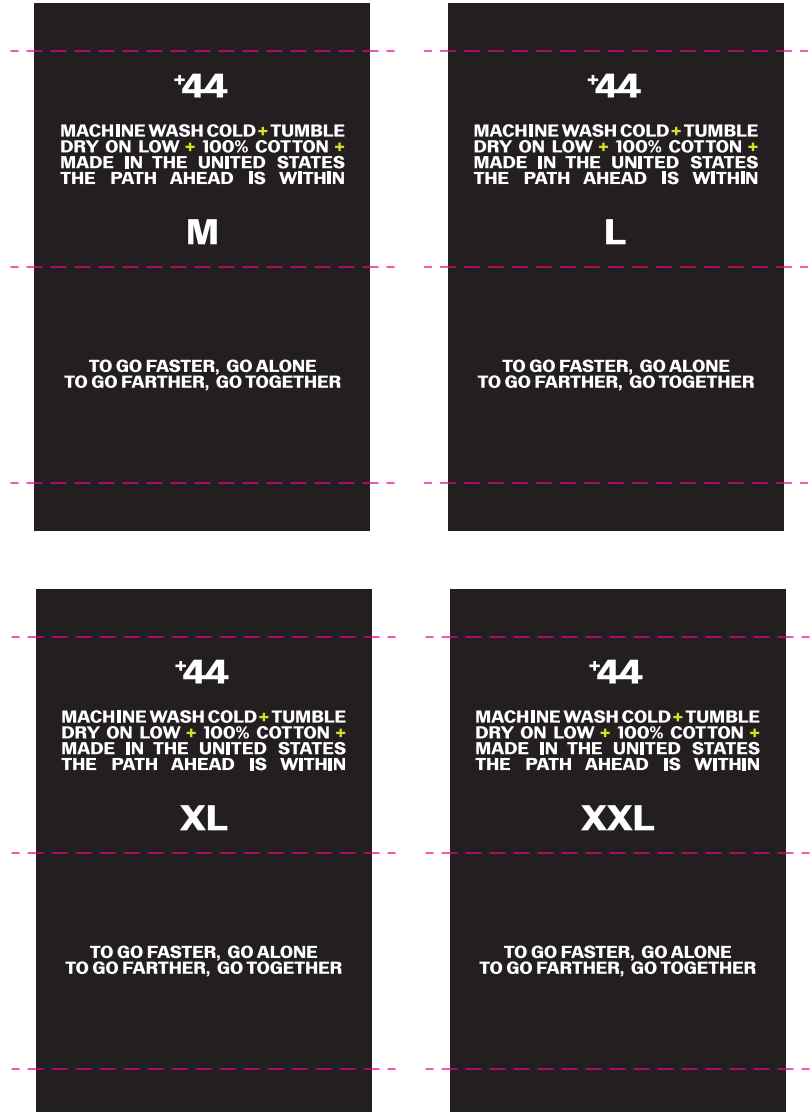 +44
MACHINE WASH COLD + TUMBLE
DRY ON LOW + 100% COTTON +
MADE IN THE UNITED STATES
THE PATH AHEAD IS WITHIN
M
TO GO FASTER, GO ALONE
TO GO FARTHER, GO TOGETHER
+44
MACHINE WASH COLD + TUMBLE
DRY ON LOW + 100% COTTON +
MADE IN THE UNITED STATES
THE PATH AHEAD IS WITHIN
L
TO GO FASTER, GO ALONE
TO GO FARTHER, GO TOGETHER
+44
MACHINE WASH COLD + TUMBLE
DRY ON LOW + 100% COTTON +
MADE IN THE UNITED STATES
THE PATH AHEAD IS WITHIN
XL
TO GO FASTER, GO ALONE
TO GO FARTHER, GO TOGETHER
+44
MACHINE WASH COLD + TUMBLE
DRY ON LOW + 100% COTTON +
MADE IN THE UNITED STATES
THE PATH AHEAD IS WITHIN
XXL
TO GO FASTER, GO ALONE
TO GO FARTHER, GO TOGETHER